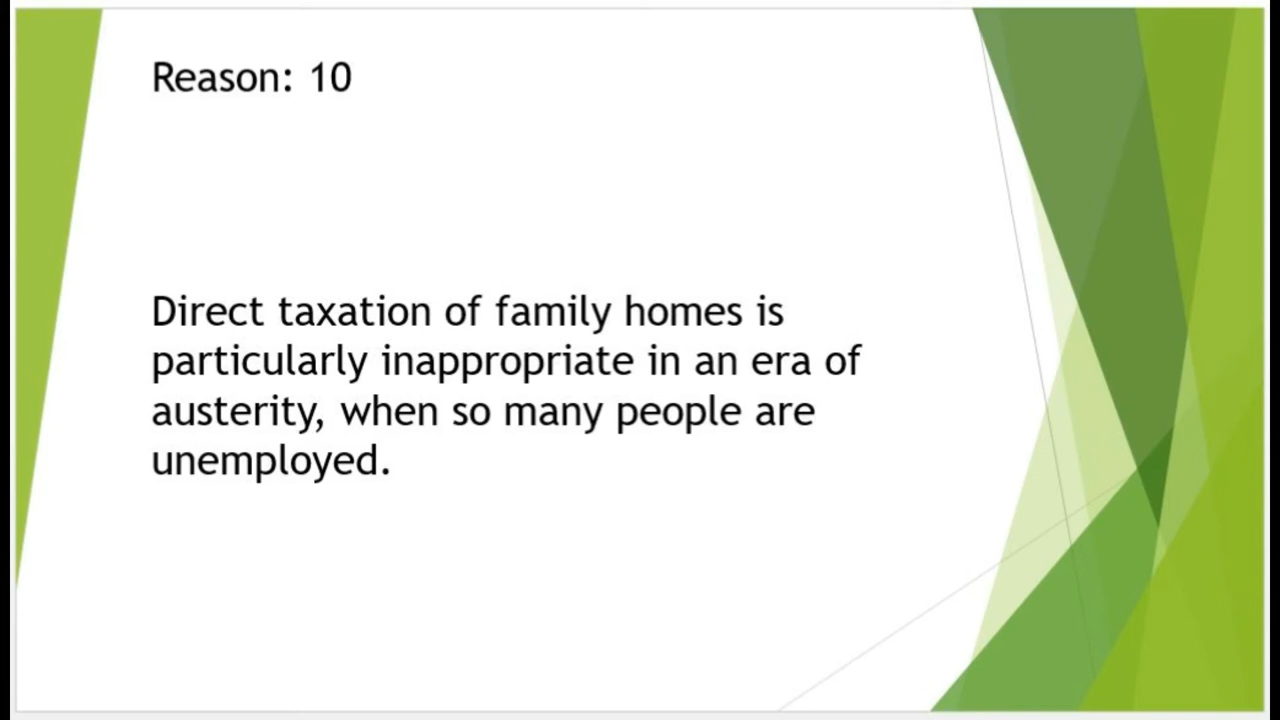 Reason: 10
Direct taxation of family homes is
particularly inappropriate in an era of
austerity, when so many people are
unemployed.